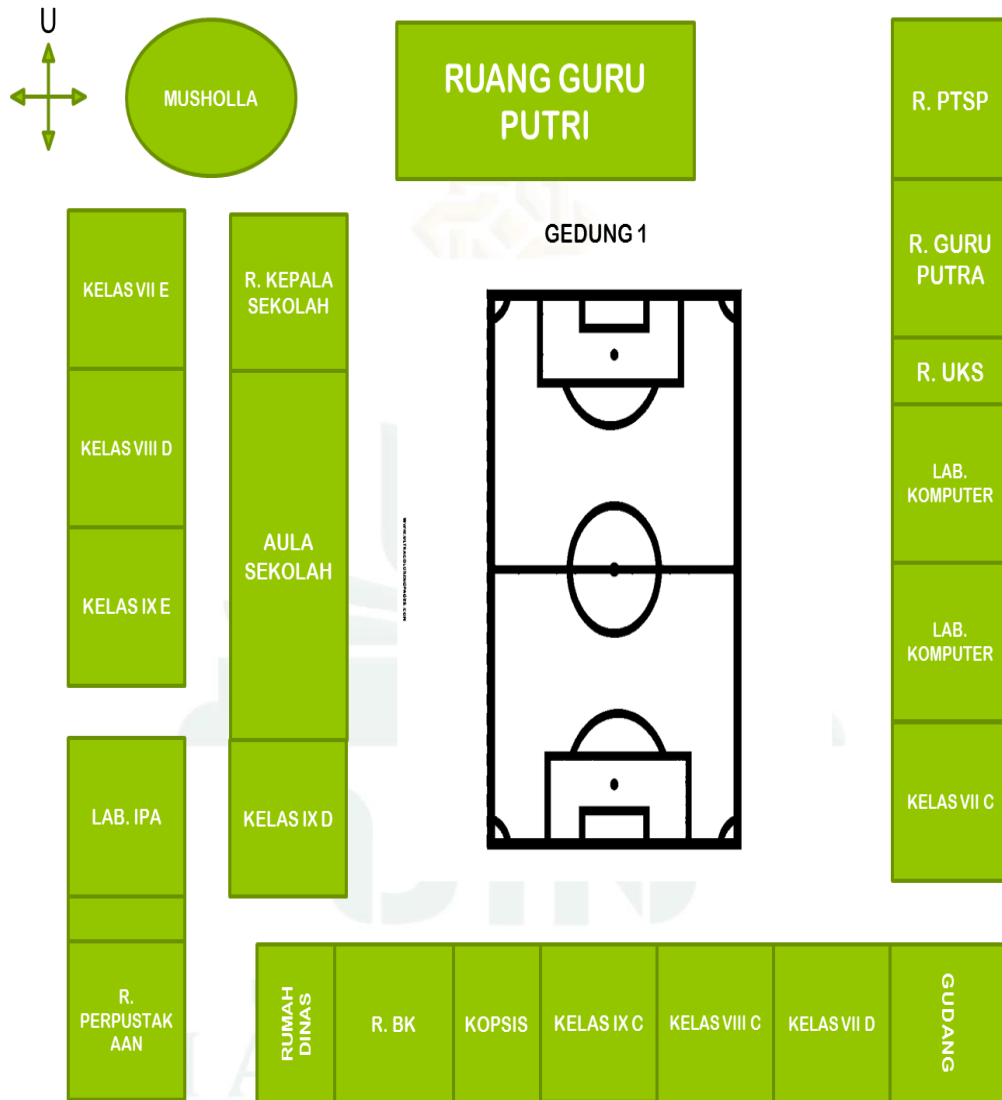 U
MUSHOLLA
RUANG GURU
PUTRI
R. PTSP
GEDUNG 1
KELAS VII E
R. KEPALA
SEKOLAH
R. GURU
PUTRA
R. UKS
KELAS VIII D
LAB.
KOMPUTER
AULA
SEKOLAH
KELAS IX E
LAB.
KOMPUTER
LAB. IPA
KELAS IX D
KELAS VII C
R.
PERPUSTAK
AAN
RUMAH
DINAS
R. BK
KOPSIS
KELAS IX C
KELAS VIII C
KELAS VII D
GUDANG